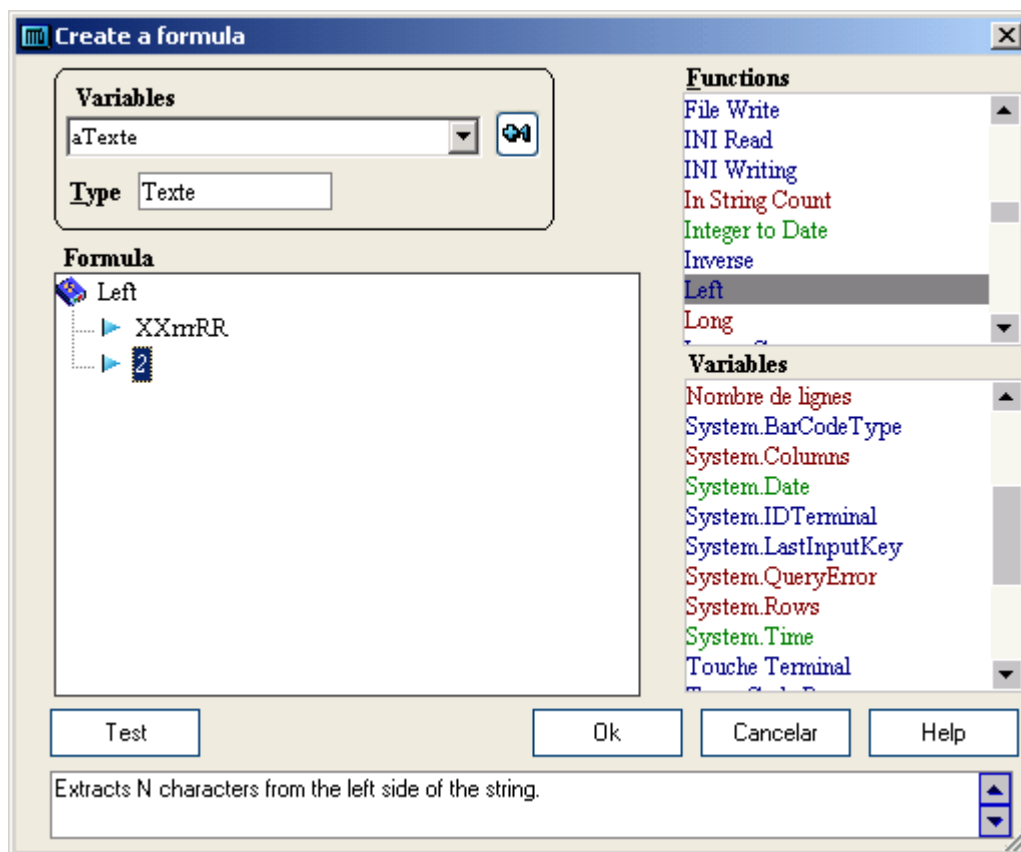 Create a formula
Variables
aTexte
Type Texte
Formula
Left
XXrrrRR
2
Functions
File Write
INI Read
INI Writing
In String Count
Integer to Date
Inverse
Left
Long
Variables
Nombre de lignes
System.BarCodeType
System.Columns
System.Date
System.IDTerminal
System.LastInputKey
System.QueryError
System.Rows
System.Time
Touche Terminal
Test
Ok
Cancelar
Help
Extracts N characters from the left side of the string.